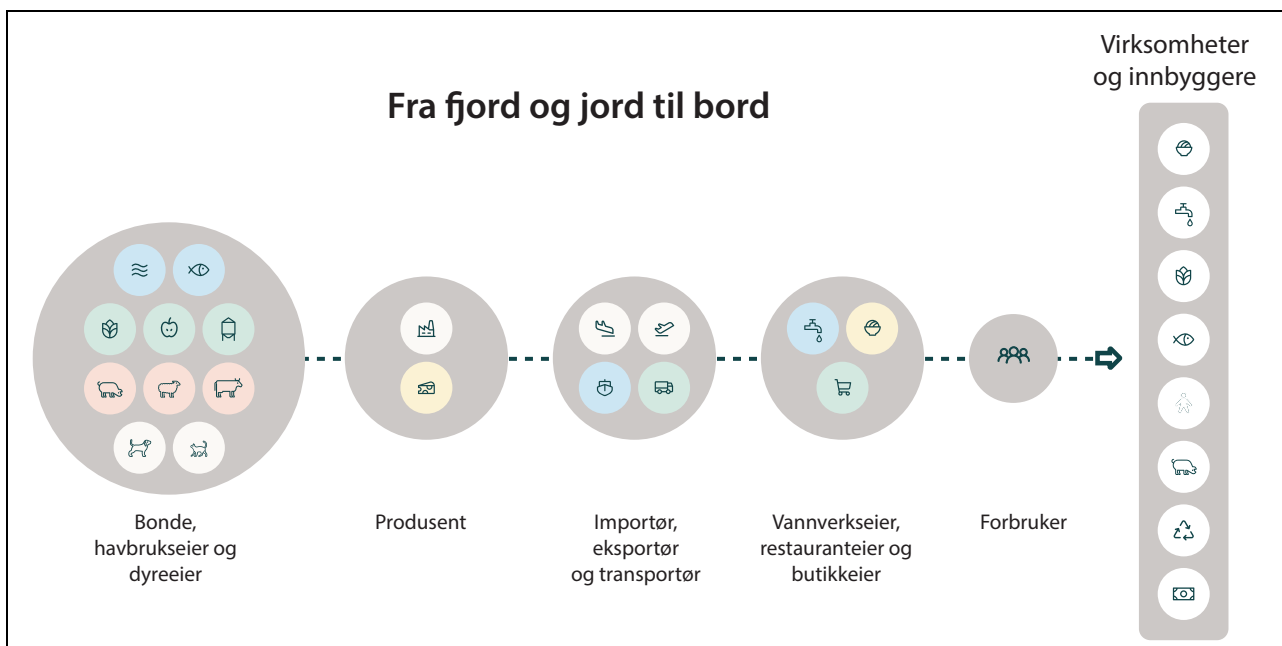 Fra fjord og jord til bord
Virksomheter
og innbyggere
Bonde,
havbrukseier og
dyreeier
Produsent
Importør,
eksportør
og transportør
Vannverkseier,
restauranteier og
butikkeier
Forbruker